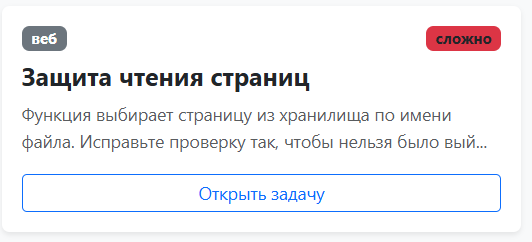 веб
сложно
Защита чтения страниц
Функция выбирает страницу из хранилища по имени
файла. Исправьте проверку так, чтобы нельзя было вый...
Открыть задачу